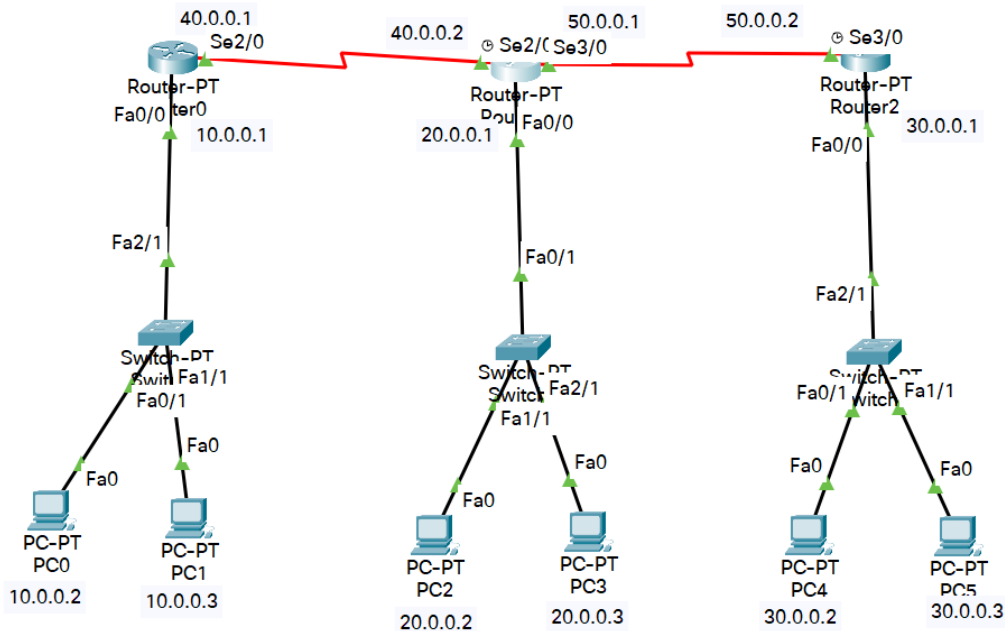 40.0.0.1
50.0.0.1
50.0.0.2
40.0.0.2
Se2/0
Se3/0
Se3/0
Router-PT
Router-PT
Router-PT
Router2
Fa0/0
10.0.0.1
20.0.0.1
Fa0/0
Fa0/0
30.0.0.1
Fa2/1
Fa0/1
Fa2/1
Switch-PT
Fa1/1
Fa0/1
Switch-PT
Fa2/1
Fa1/1
Switch-PT
Fa0/1
Fa1/1
Fa0
Fa0
Fa0
Fa0
Fa0
Fa0
PC-PT
PC0
PC-PT
PC1
PC-PT
PC2
PC-PT
PC3
PC-PT
PC4
PC-PT
PC5
10.0.0.2
10.0.0.3
20.0.0.2
20.0.0.3
30.0.0.2
30.0.0.3